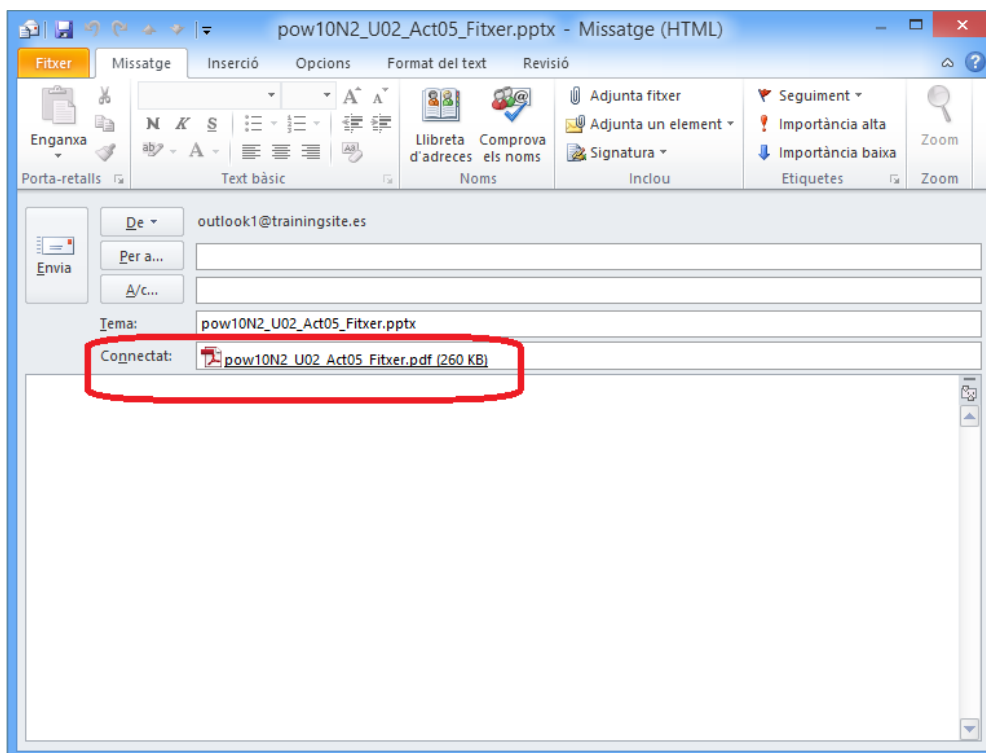 pow10N2_U02_Act05_Fitxer.pptx - Missatge (HTML)
Fitxer Missatge Inserció Opcions Format del text Revisió
Enganxa
N K S
Llibreta d'adreces
Comprova els noms
Adjunta fitxer
Adjunta un element
Signatura
Seguiment
Importància alta
Importància baixa
Zoom
Porta-retalls Text bàsic Noms Inclou Etiquetes Zoom
Envia
De outlook1@trainingsite.es
Per a...
A/c...
Tema: pow10N2_U02_Act05_Fitxer.pptx
Connectat: pow10N2_U02_Act05_Fitxer.pdf (260 KB)